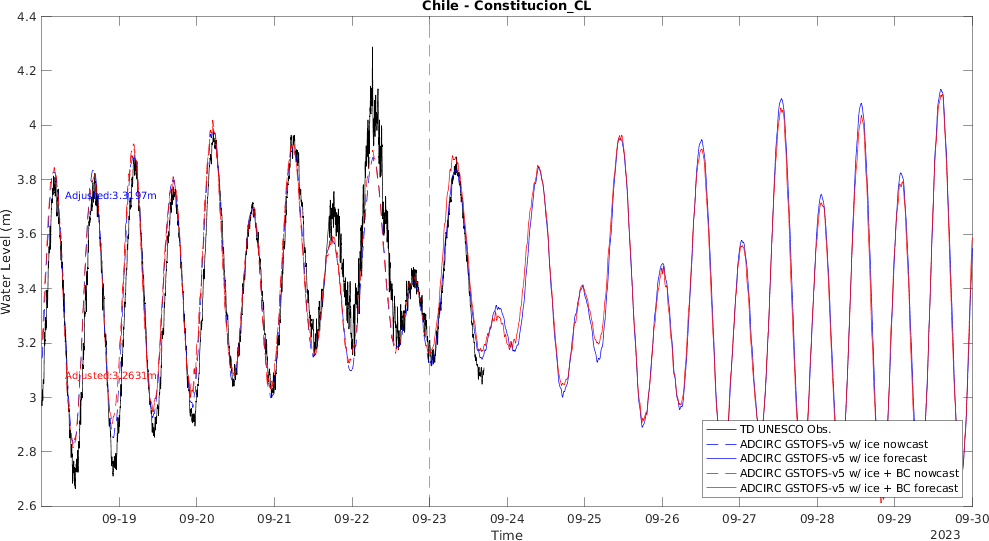 Chile - Constitucion_CL
4.4
4.2
4
3.8
3.6
3.4
3.2
3
2.8
2.6
Water Level (m)
Adjusted:3.3197m
Adjusted:3.2631m
TD UNESCO Obs.
ADCIRC GSTOFS-v5 w/ ice nowcast
ADCIRC GSTOFS-v5 w/ ice forecast
ADCIRC GSTOFS-v5 w/ ice + BC nowcast
ADCIRC GSTOFS-v5 w/ ice + BC forecast
09-19 09-20 09-21 09-22 09-23 09-24 09-25 09-26 09-27 09-28 09-29 09-30
Time
2023